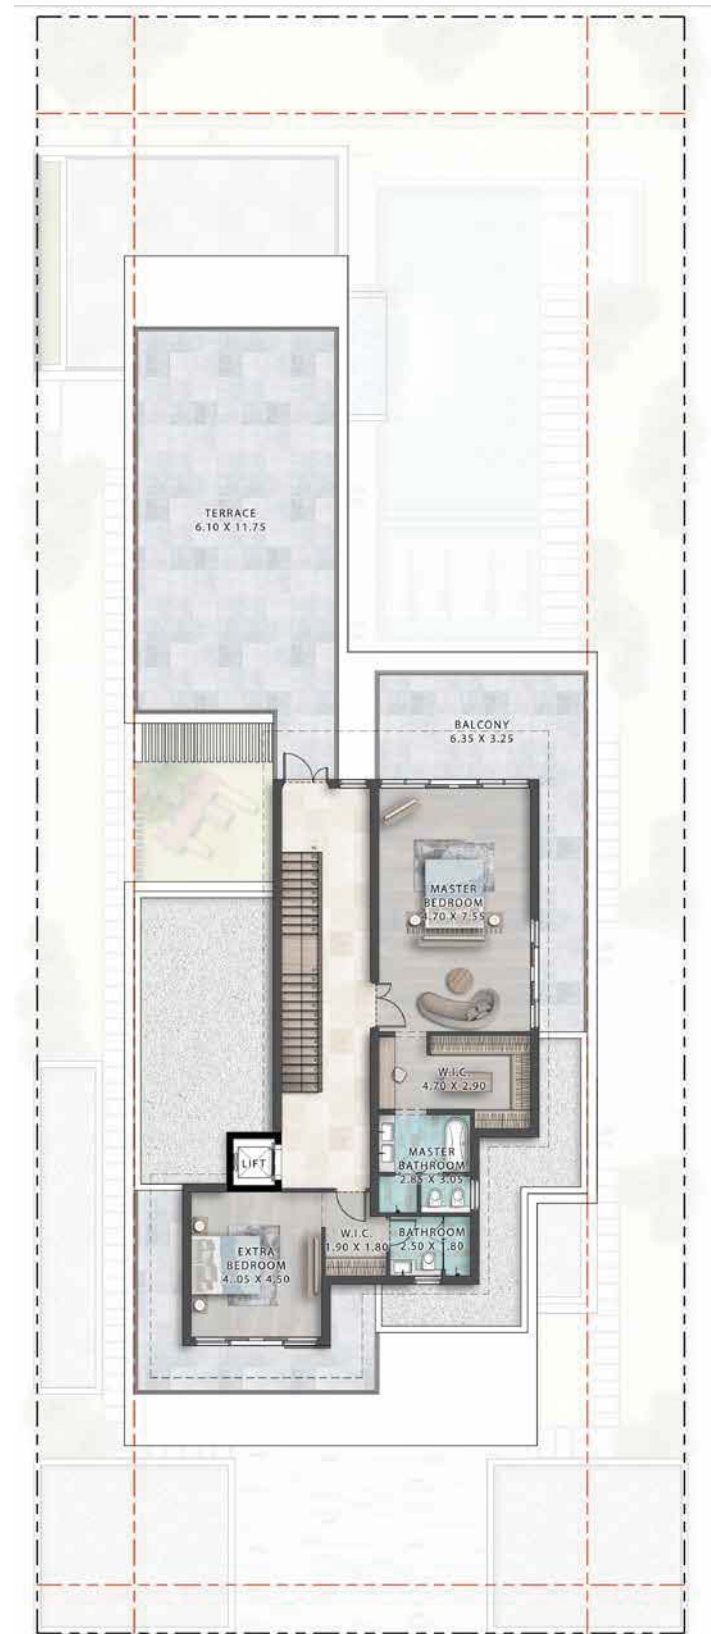 TERRACE
6.10 X 11.75
BALCONY
6.35 X 3.25
MASTER
BEDROOM
4.70 X 7.55
W.I.C.
4.70 X 2.90
MASTER
BATHROOM
2.85 X 3.05
LIFT
W.I.C.
1.90 X 1.80
BATHROOM
2.50 X 1.80
EXTRA
BEDROOM
4.05 X 4.50